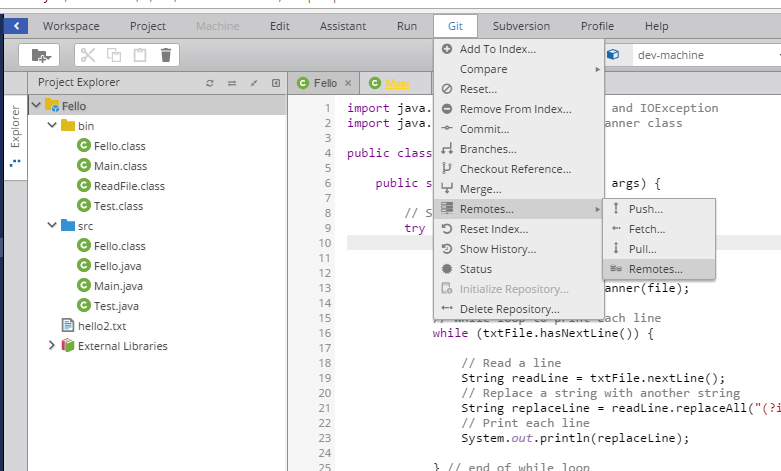 Workspace Project Machine Edit Assistant Run Git Subversion Profile Help
dev-machine
Project Explorer
Explorer
Fello
bin
Fello.class
Main.class
ReadFile.class
Test.class
src
Fello.class
Fello.java
Main.java
Test.java
hello2.txt
External Libraries
Add To Index...
Compare
Reset...
Remove From Index...
Commit...
Branches...
Checkout Reference...
Merge...
Remotes...
Reset Index...
Show History...
Status
Initialize Repository...
Delete Repository...
Push...
Fetch...
Pull...
Remotes...
Fello × Main
1 import java. and IOException
2 import java. anner class
3
4 public class
5
6 public s args) {
7
8 // S
9 try
10
11
12
13 anner(file);
14
15 // while loop to print each line
16 while (txtFile.hasNextLine()) {
17
18 // Read a line
19 String readLine = txtFile.nextLine();
20 // Replace a string with another string
21 String replaceLine = readLine.replaceAll("(?i
22 // Print each line
23 System.out.println(replaceLine);
24
25 } // end of while loop